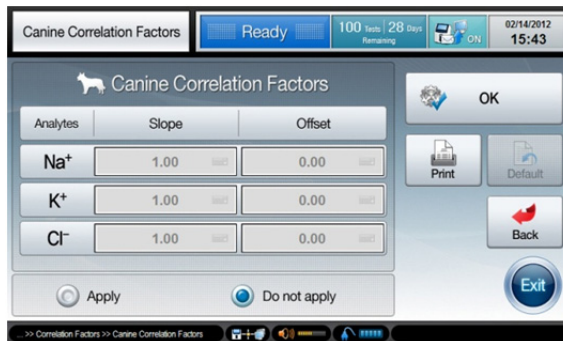 Canine Correlation Factors
Ready
100 Tests 28 Days
Remaining
ON
02/14/2012
15:43
Canine Correlation Factors
Analytes Slope Offset
Na⁺ 1.00 0.00
K⁺ 1.00 0.00
Cl⁻ 1.00 0.00
Apply Do not apply
OK
Print Default
Back
Exit
... >> Correlation Factors >> Canine Correlation Factors